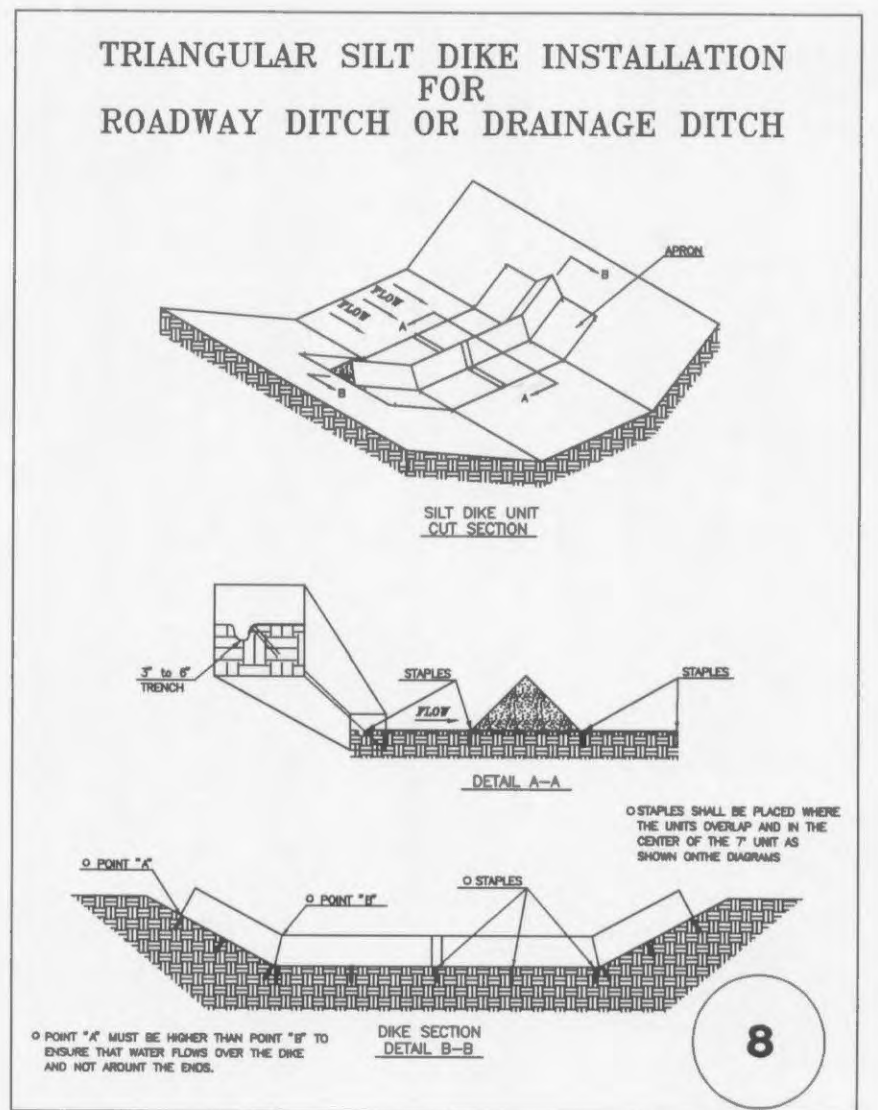 TRIANGULAR SILT DIKE INSTALLATION
FOR
ROADWAY DITCH OR DRAINAGE DITCH
APRON
B
FLOW
FLOW
A
B
A
SILT DIKE UNIT
CUT SECTION
3" to 6"
TRENCH
STAPLES
STAPLES
FLOW
DETAIL A-A
O STAPLES SHALL BE PLACED WHERE
THE UNITS OVERLAP AND IN THE
CENTER OF THE 7' UNIT AS
SHOWN ONTHE DIAGRAMS
O POINT "A"
O POINT "B"
O STAPLES
O POINT "A" MUST BE HIGHER THAN POINT "B" TO
ENSURE THAT WATER FLOWS OVER THE DIKE
AND NOT AROUNT THE ENDS.
DIKE SECTION
DETAIL B-B
8